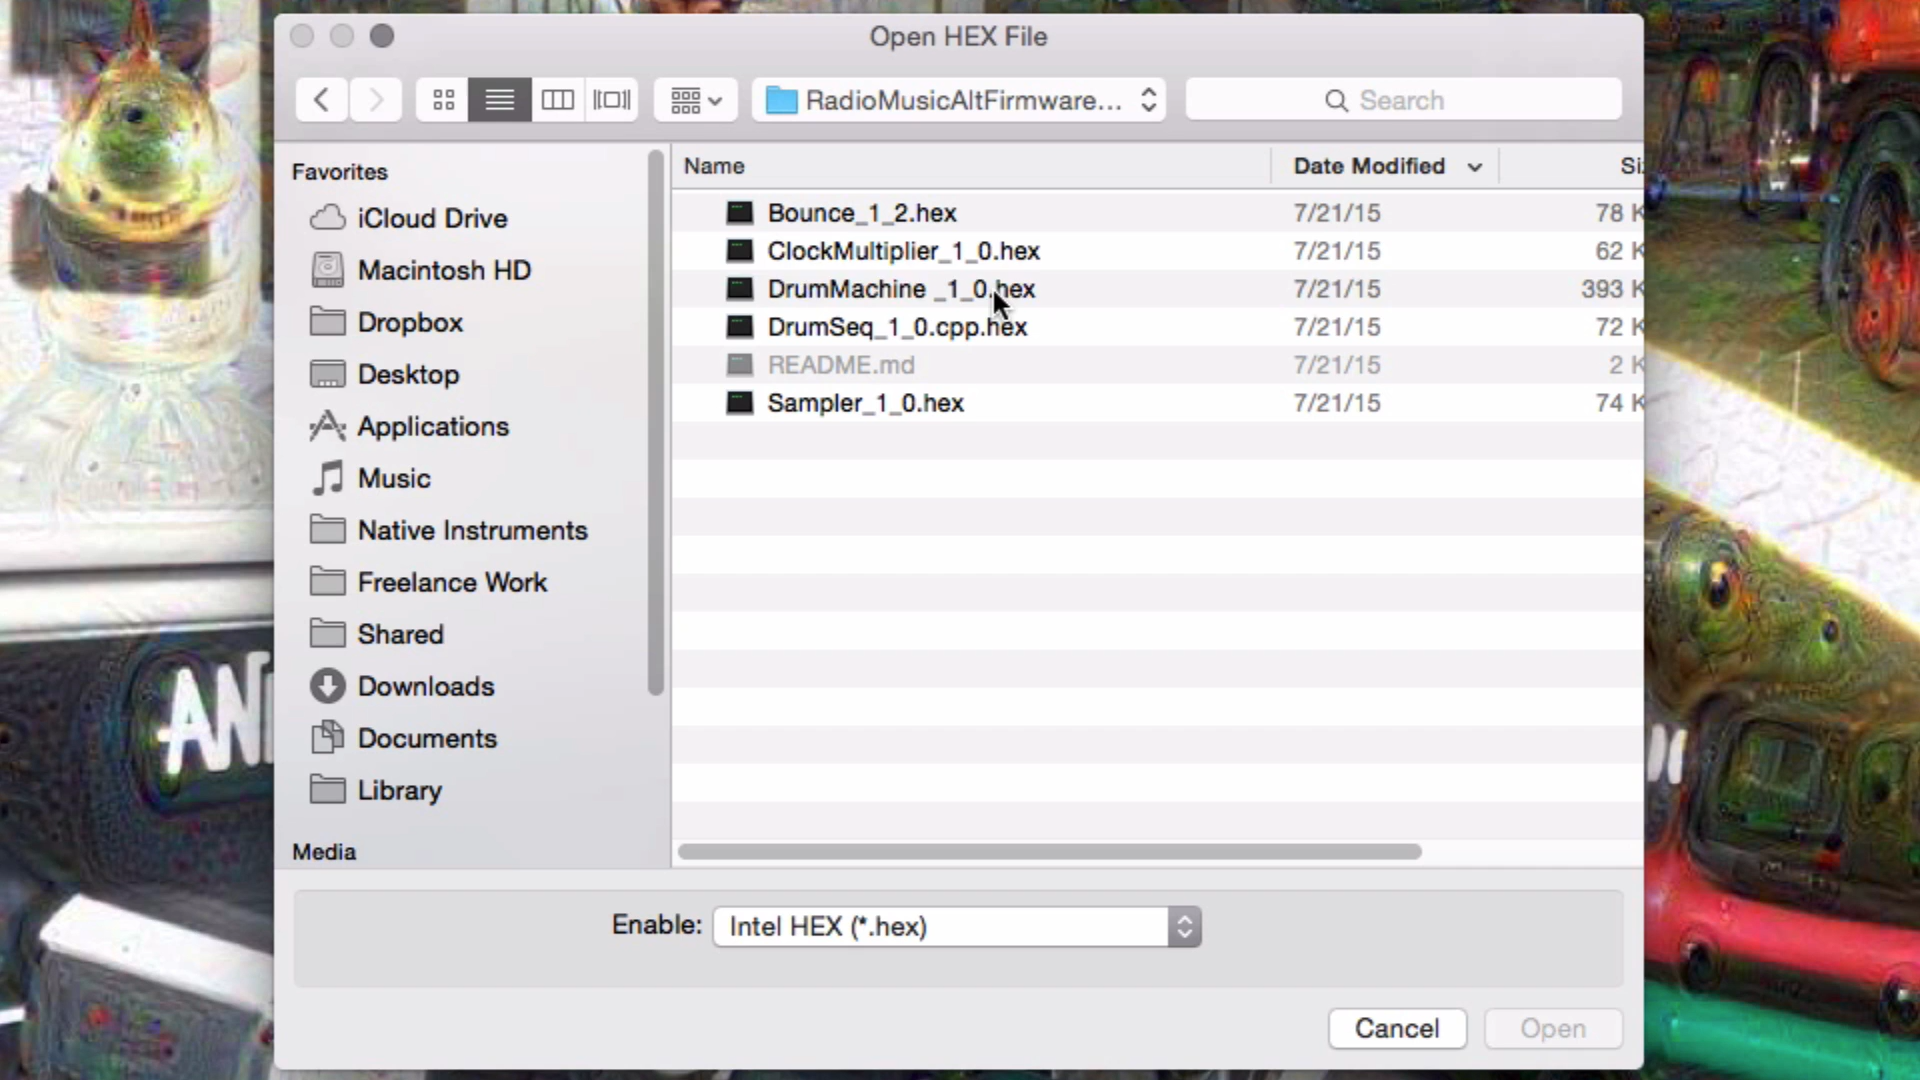 Open HEX File
RadioMusicAltFirmware...
Search
Favorites
iCloud Drive
Macintosh HD
Dropbox
Desktop
Applications
Music
Native Instruments
Freelance Work
Shared
Downloads
Documents
Library
Media
Name Date Modified Si
Bounce_1_2.hex 7/21/15 78 K
ClockMultiplier_1_0.hex 7/21/15 62 K
DrumMachine _1_0.hex 7/21/15 393 K
DrumSeq_1_0.cpp.hex 7/21/15 72 K
README.md 7/21/15 2 K
Sampler_1_0.hex 7/21/15 74 K
Enable: Intel HEX (*.hex)
Cancel Open